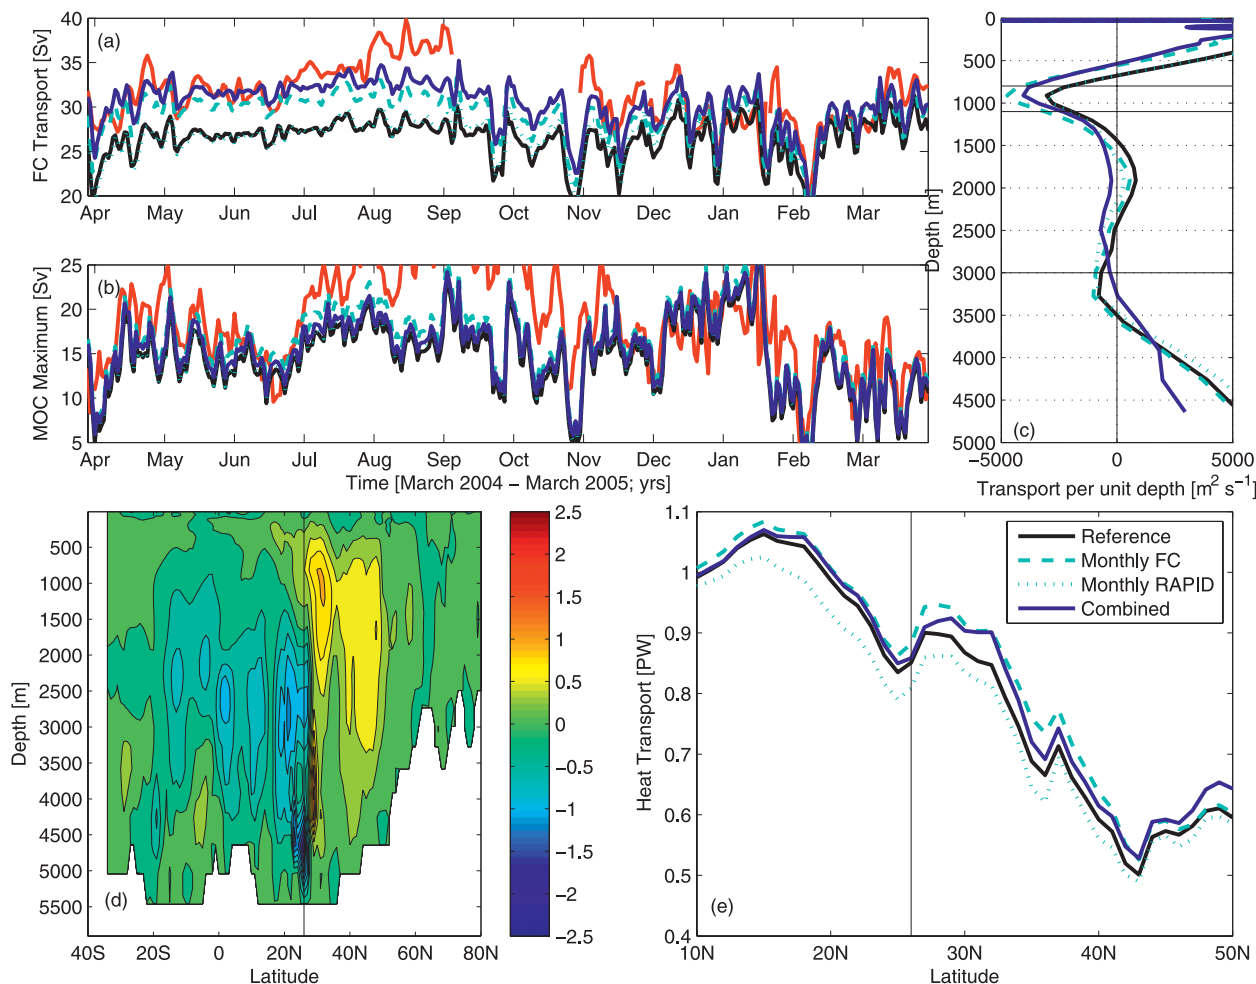 (a)
FC Transport [Sv]
40
35
30
25
20
Apr May Jun Jul Aug Sep Oct Nov Dec Jan Feb Mar
(b)
MOC Maximum [Sv]
25
20
15
10
5
Apr May Jun Jul Aug Sep Oct Nov Dec Jan Feb Mar
Time [March 2004 – March 2005; yrs]
0
500
1000
1500
2000
2500
3000
3500
4000
4500
5000
Depth [m]
(c)
−5000 0 5000
Transport per unit depth [m² s⁻¹]
500
1000
1500
2000
2500
3000
3500
4000
4500
5000
5500
Depth [m]
(d)
40S 20S 0 20N 40N 60N 80N
Latitude
2.5
2
1.5
1
0.5
0
−0.5
−1
−1.5
−2
−2.5
1.1
1
0.9
0.8
0.7
0.6
0.5
0.4
Heat Transport [PW]
Reference
Monthly FC
Monthly RAPID
Combined
(e)
10N 20N 30N 40N 50N
Latitude